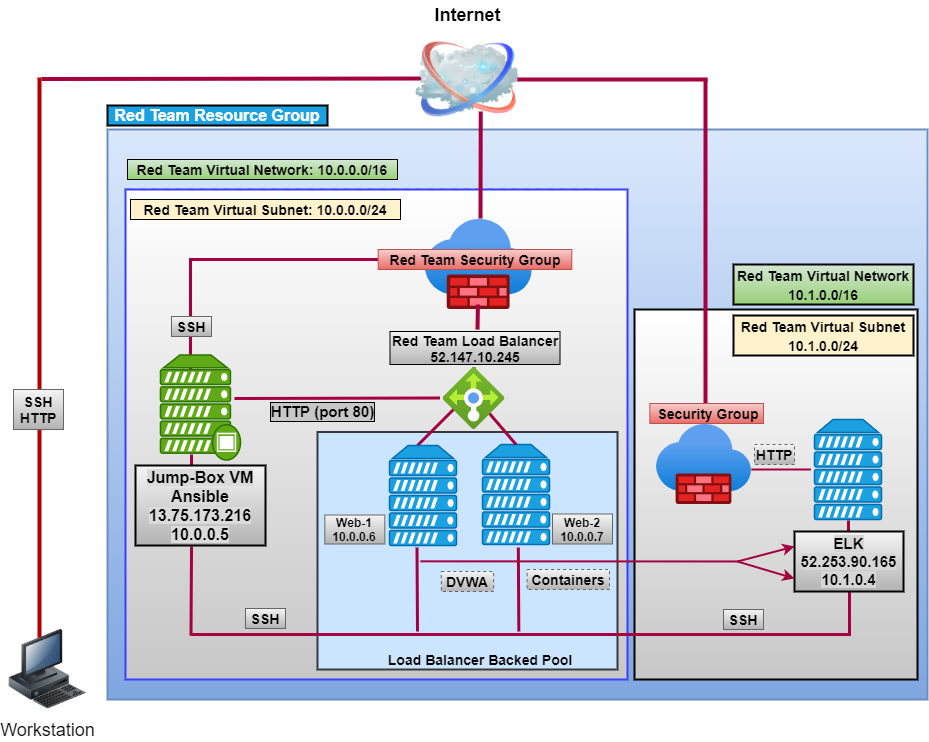 Internet
Red Team Resource Group
Red Team Virtual Network: 10.0.0.0/16
Red Team Virtual Subnet: 10.0.0.0/24
Red Team Security Group
Red Team Virtual Network
10.1.0.0/16
SSH
Red Team Virtual Subnet
10.1.0.0/24
Red Team Load Balancer
52.147.10.245
SSH
HTTP
HTTP (port 80)
Security Group
HTTP
Jump-Box VM
Ansible
13.75.173.216
10.0.0.5
Web-1
10.0.0.6
Web-2
10.0.0.7
ELK
52.253.90.165
10.1.0.4
DVWA
Containers
SSH
SSH
Load Balancer Backed Pool
Workstation